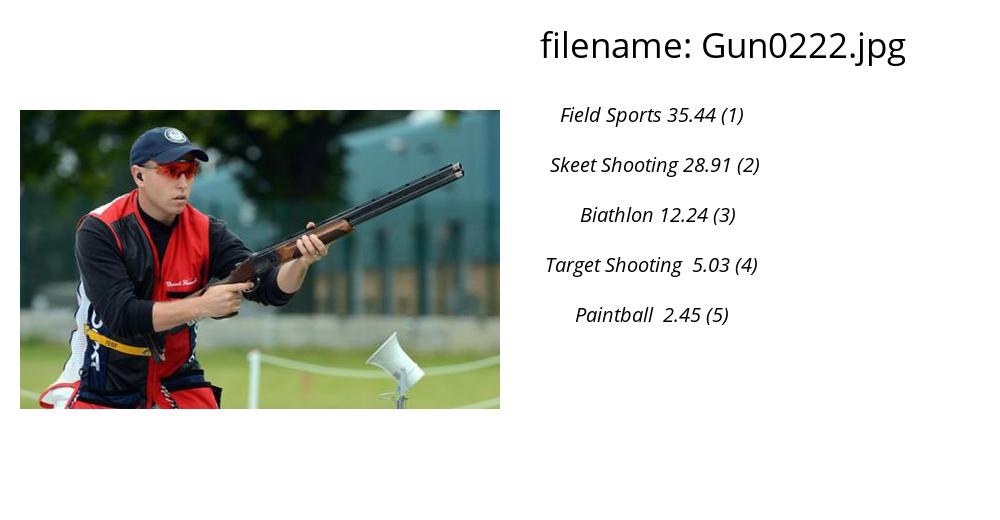 filename: Gun0222.jpg
Field Sports 35.44 (1)
Skeet Shooting 28.91 (2)
Biathlon 12.24 (3)
Target Shooting 5.03 (4)
Paintball 2.45 (5)